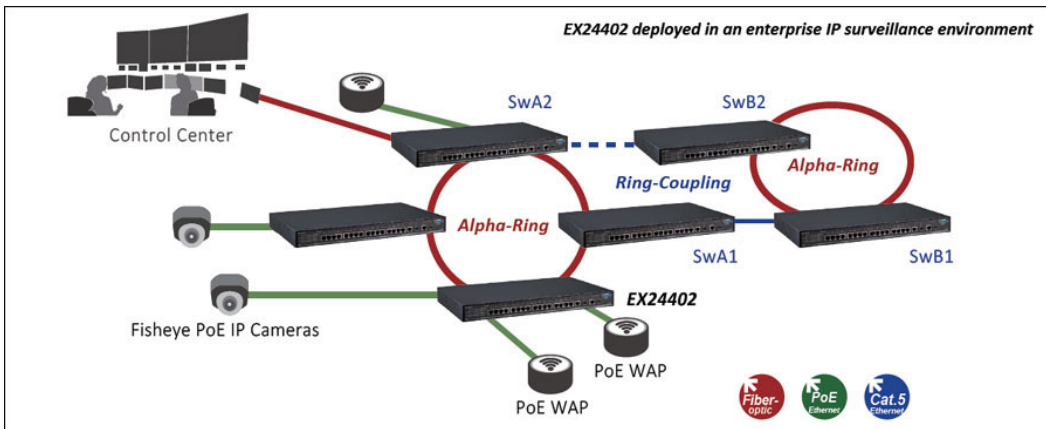 EX24402 deployed in an enterprise IP surveillance environment
SwA2
SwB2
Control Center
Alpha-Ring
Ring-Coupling
Alpha-Ring
SwA1
SwB1
EX24402
Fisheye PoE IP Cameras
PoE WAP
PoE WAP
Fiber-
optic
PoE
Ethernet
Cat.5
Ethernet